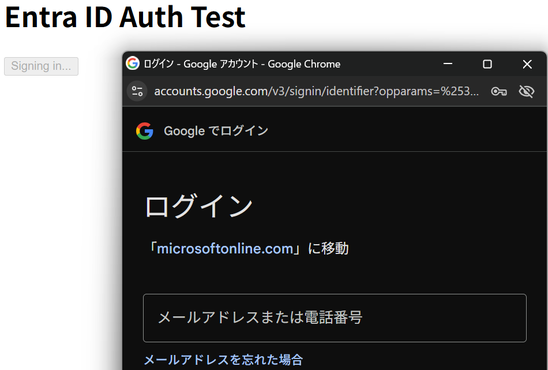 Entra ID Auth Test
Signing in...
ログイン - Google アカウント - Google Chrome
accounts.google.com/v3/signin/identifier?opparams=%253...
Google でログイン
ログイン
「microsoftonline.com」に移動
メールアドレスまたは電話番号
メールアドレスを忘れた場合